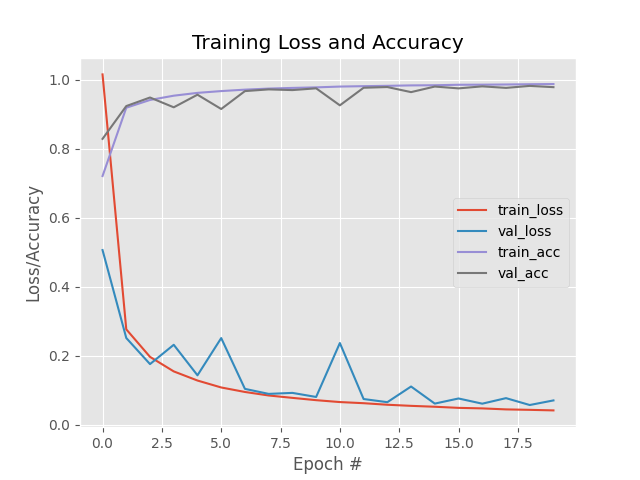 Training Loss and Accuracy
1.0
0.8
0.6
0.4
0.2
0.0
Loss/Accuracy
train_loss
val_loss
train_acc
val_acc
0.0 2.5 5.0 7.5 10.0 12.5 15.0 17.5
Epoch #